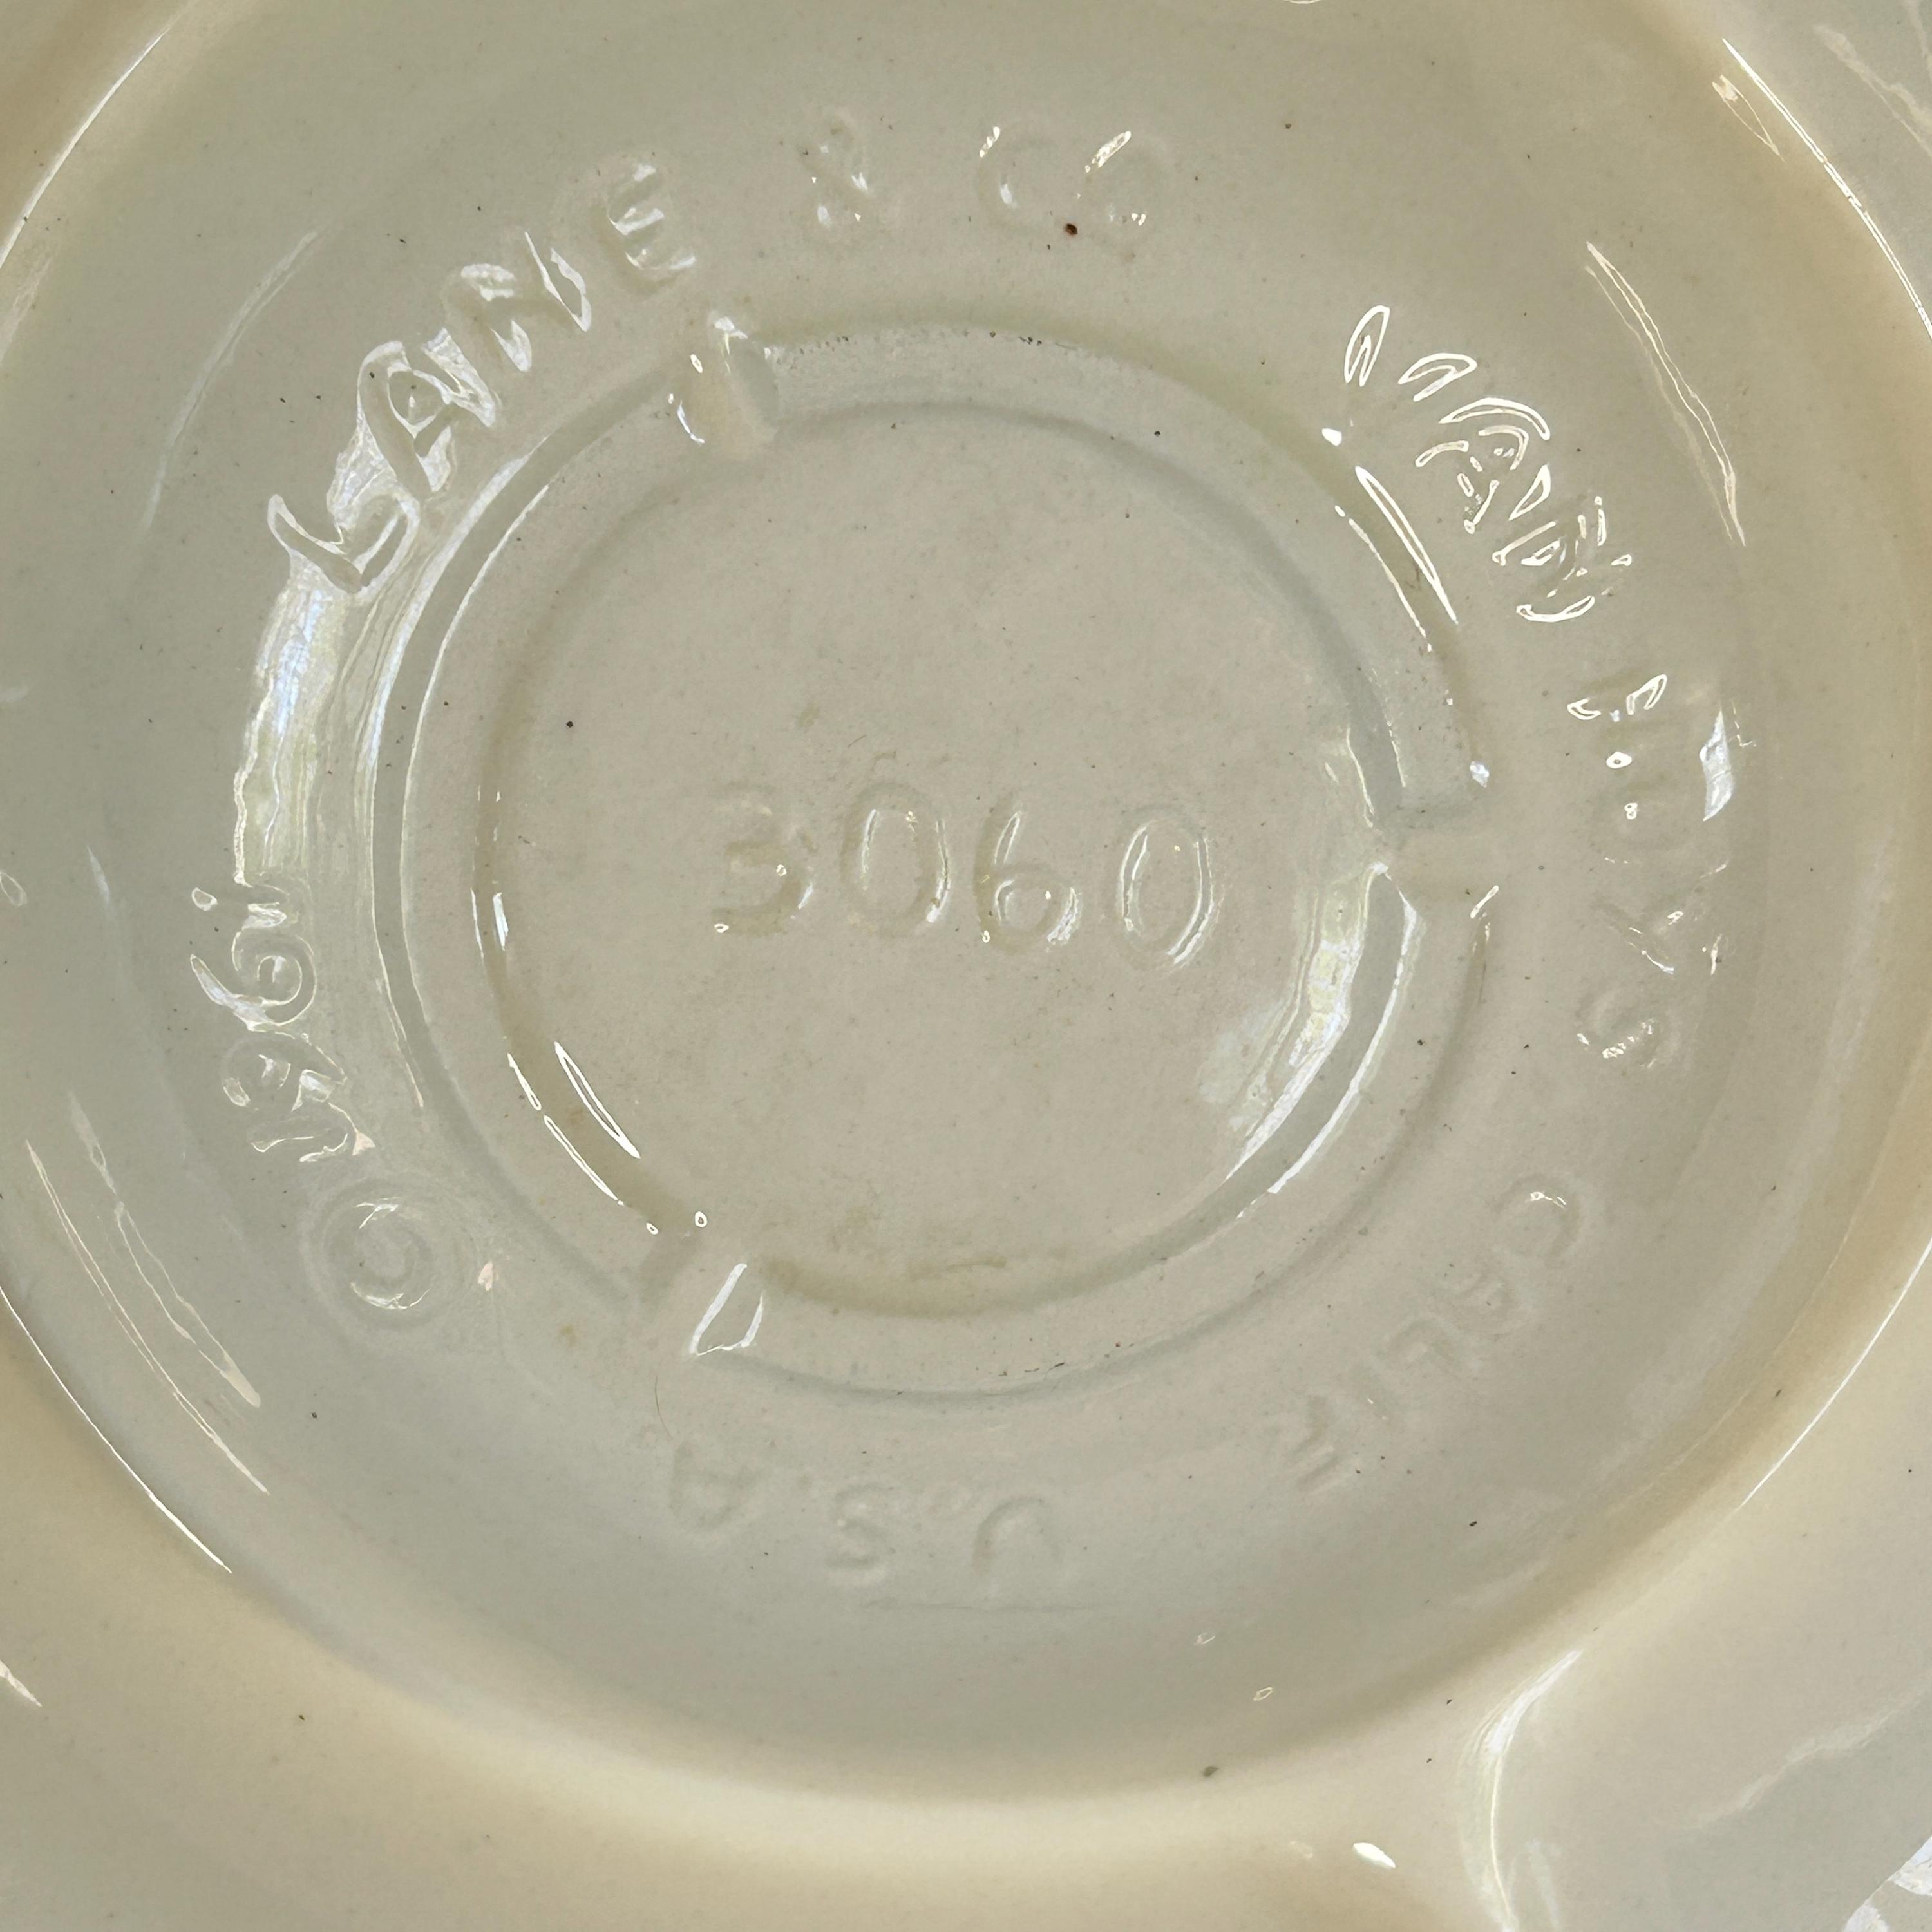 © 1961 LANE & CO VAN NUYS CALIF U.S.A
3060